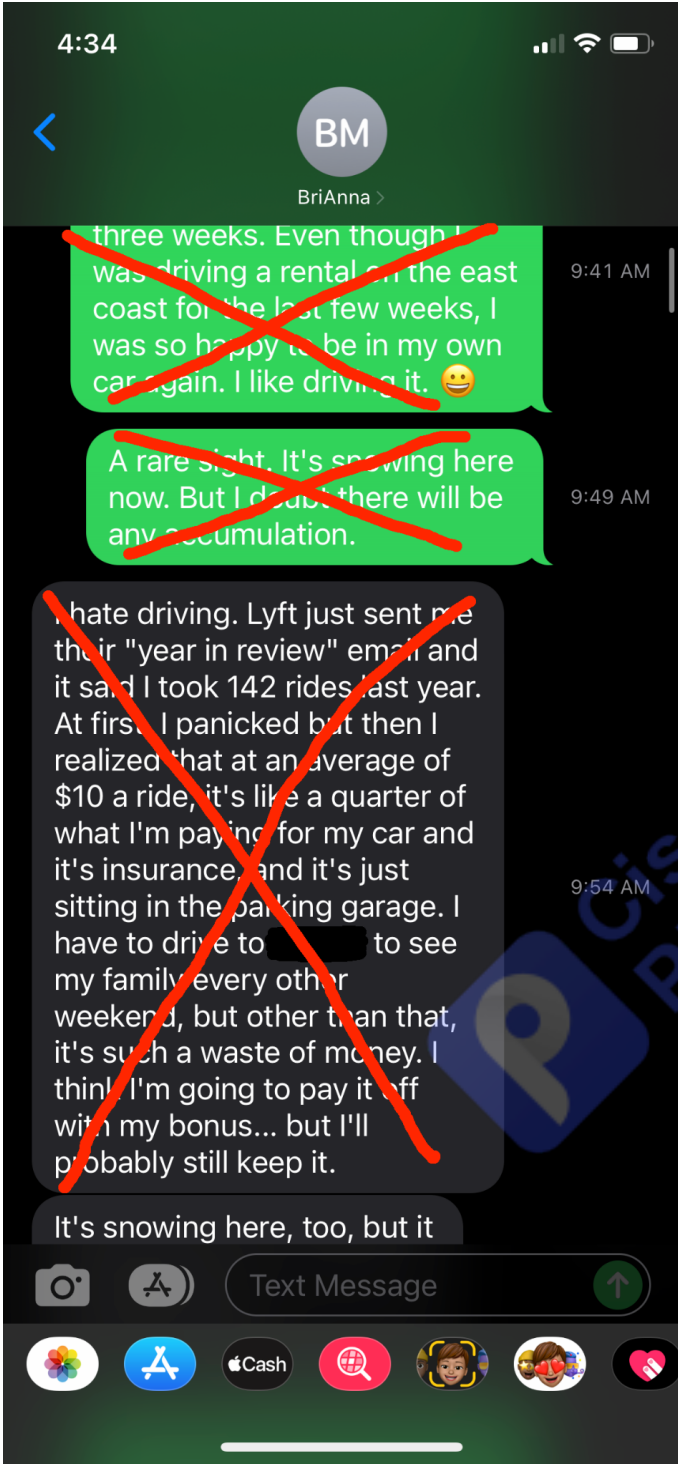 4:34
BM
BriAnna
three weeks. Even though I
was driving a rental on the east
coast for the last few weeks, I
was so happy to be in my own
car again. I like driving it. 😀
9:41 AM
A rare sight. It's snowing here
now. But I doubt there will be
any accumulation.
9:49 AM
I hate driving. Lyft just sent me
their "year in review" email and
it said I took 142 rides last year.
At first I panicked but then I
realized that at an average of
$10 a ride, it's like a quarter of
what I'm paying for my car and
it's insurance, and it's just
sitting in the parking garage. I
have to drive to to see
my family every other
weekend, but other than that,
it's such a waste of money. I
think I'm going to pay it off
with my bonus... but I'll
probably still keep it.
9:54 AM
It's snowing here, too, but it
Text Message
Cash